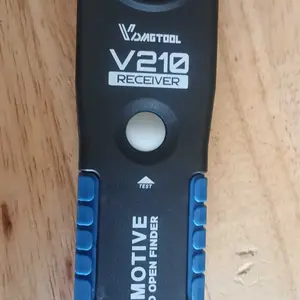 VDIAGTOOL
V210
RECEIVER
TEST
MOTIVE
OPEN FINDER